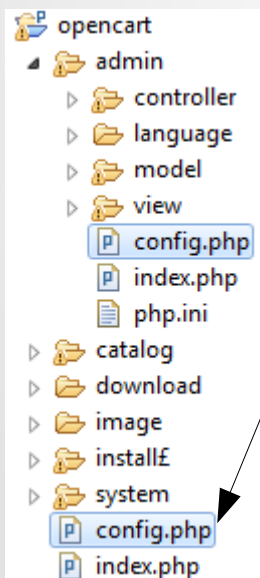 opencart
admin
controller
language
model
view
config.php
index.php
php.ini
catalog
download
image
install£
system
config.php
index.php